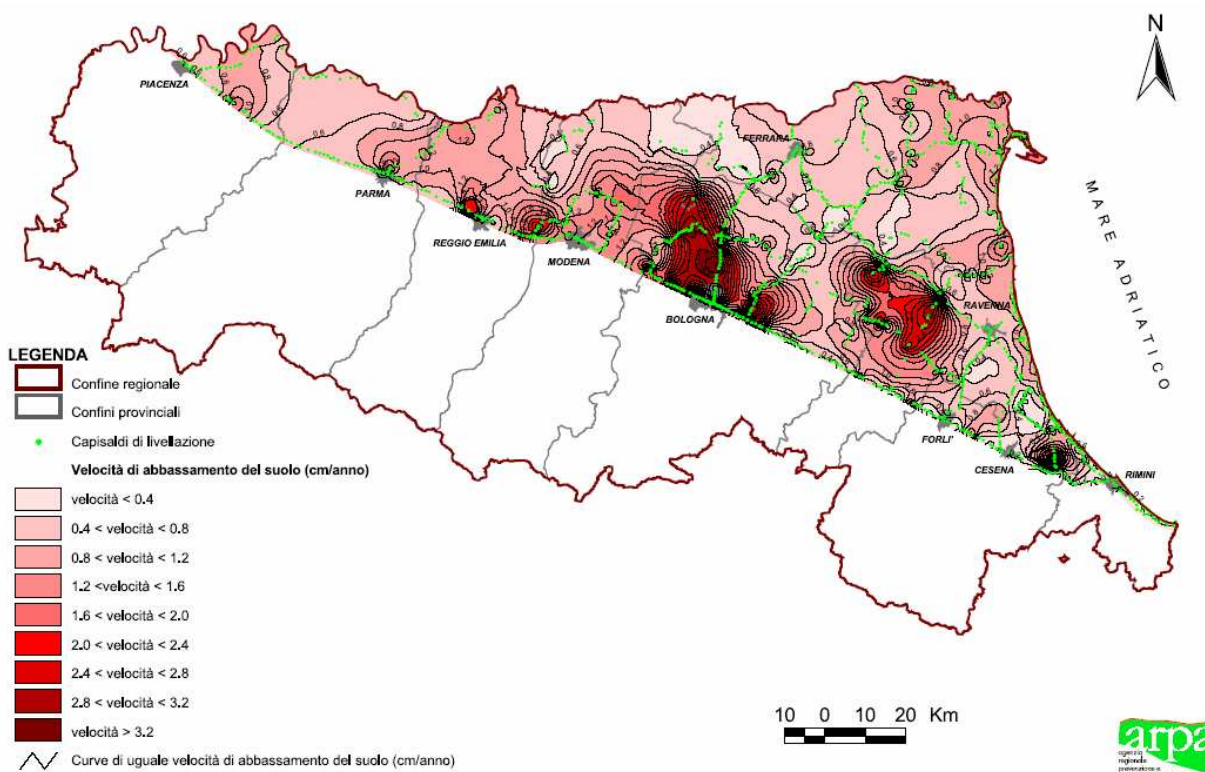 N
PIACENZA
FERRARA
PARMA
REGGIO EMILIA
MODENA
BOLOGNA
RAVENNA
FORLI'
CESENA
RIMINI
MARE ADRIATICO
LEGENDA
Confine regionale
Confini provinciali
Capisaldi di livellazione
Velocità di abbassamento del suolo (cm/anno)
velocità < 0.4
0.4 < velocità < 0.8
0.8 < velocità < 1.2
1.2 <velocità < 1.6
1.6 < velocità < 2.0
2.0 < velocità < 2.4
2.4 < velocità < 2.8
2.8 < velocità < 3.2
velocità > 3.2
Curve di uguale velocità di abbassamento del suolo (cm/anno)
10 0 10 20 Km
arpa
agenzia
regionale